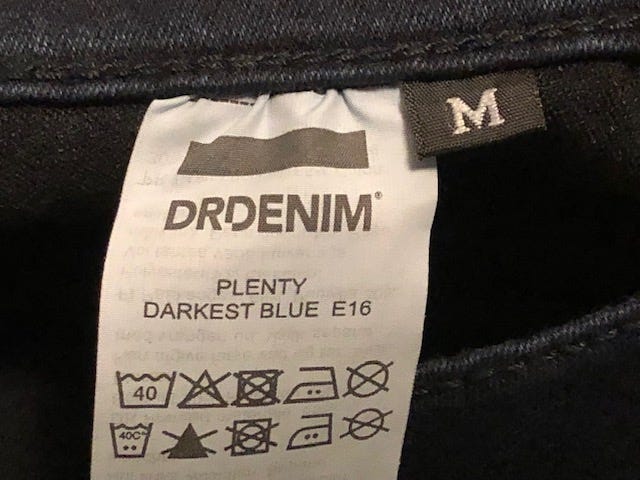 M
DRDENIM®
PLENTY
DARKEST BLUE E16
40
40C°